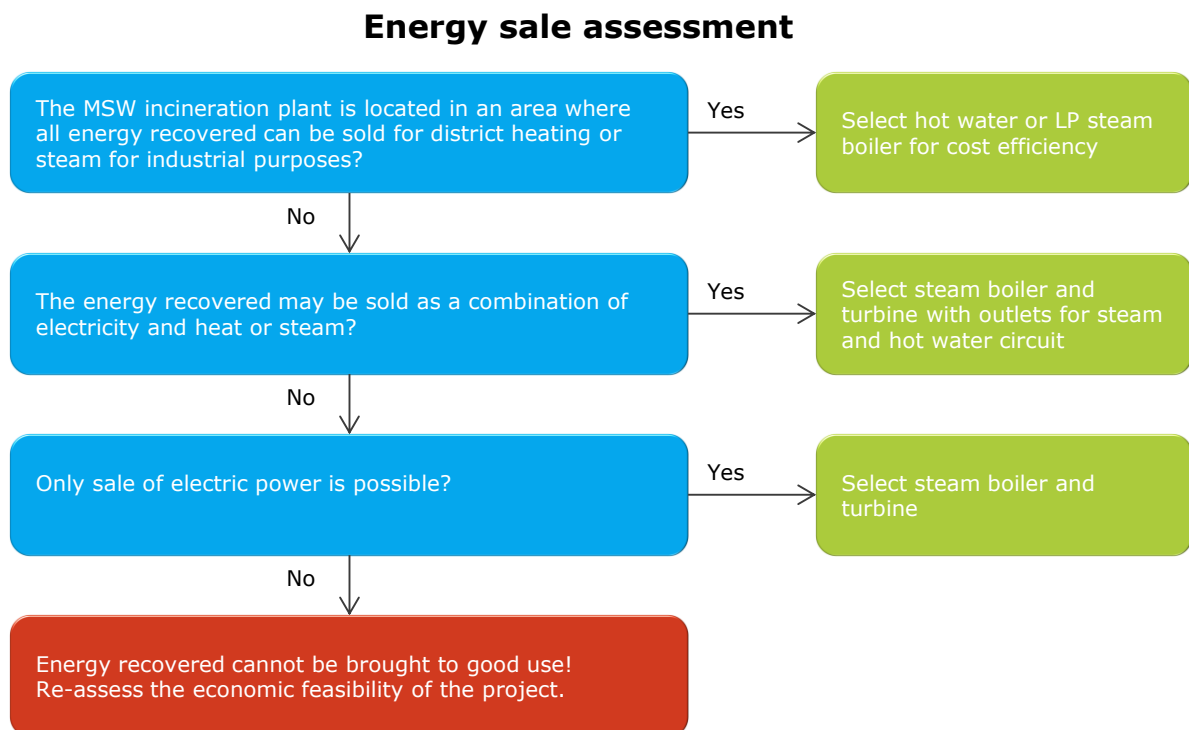 Energy sale assessment
The MSW incineration plant is located in an area where
all energy recovered can be sold for district heating or
steam for industrial purposes?
Yes
Select hot water or LP steam
boiler for cost efficiency
No
The energy recovered may be sold as a combination of
electricity and heat or steam?
Yes
Select steam boiler and
turbine with outlets for steam
and hot water circuit
No
Only sale of electric power is possible?
Yes
Select steam boiler and
turbine
No
Energy recovered cannot be brought to good use!
Re-assess the economic feasibility of the project.